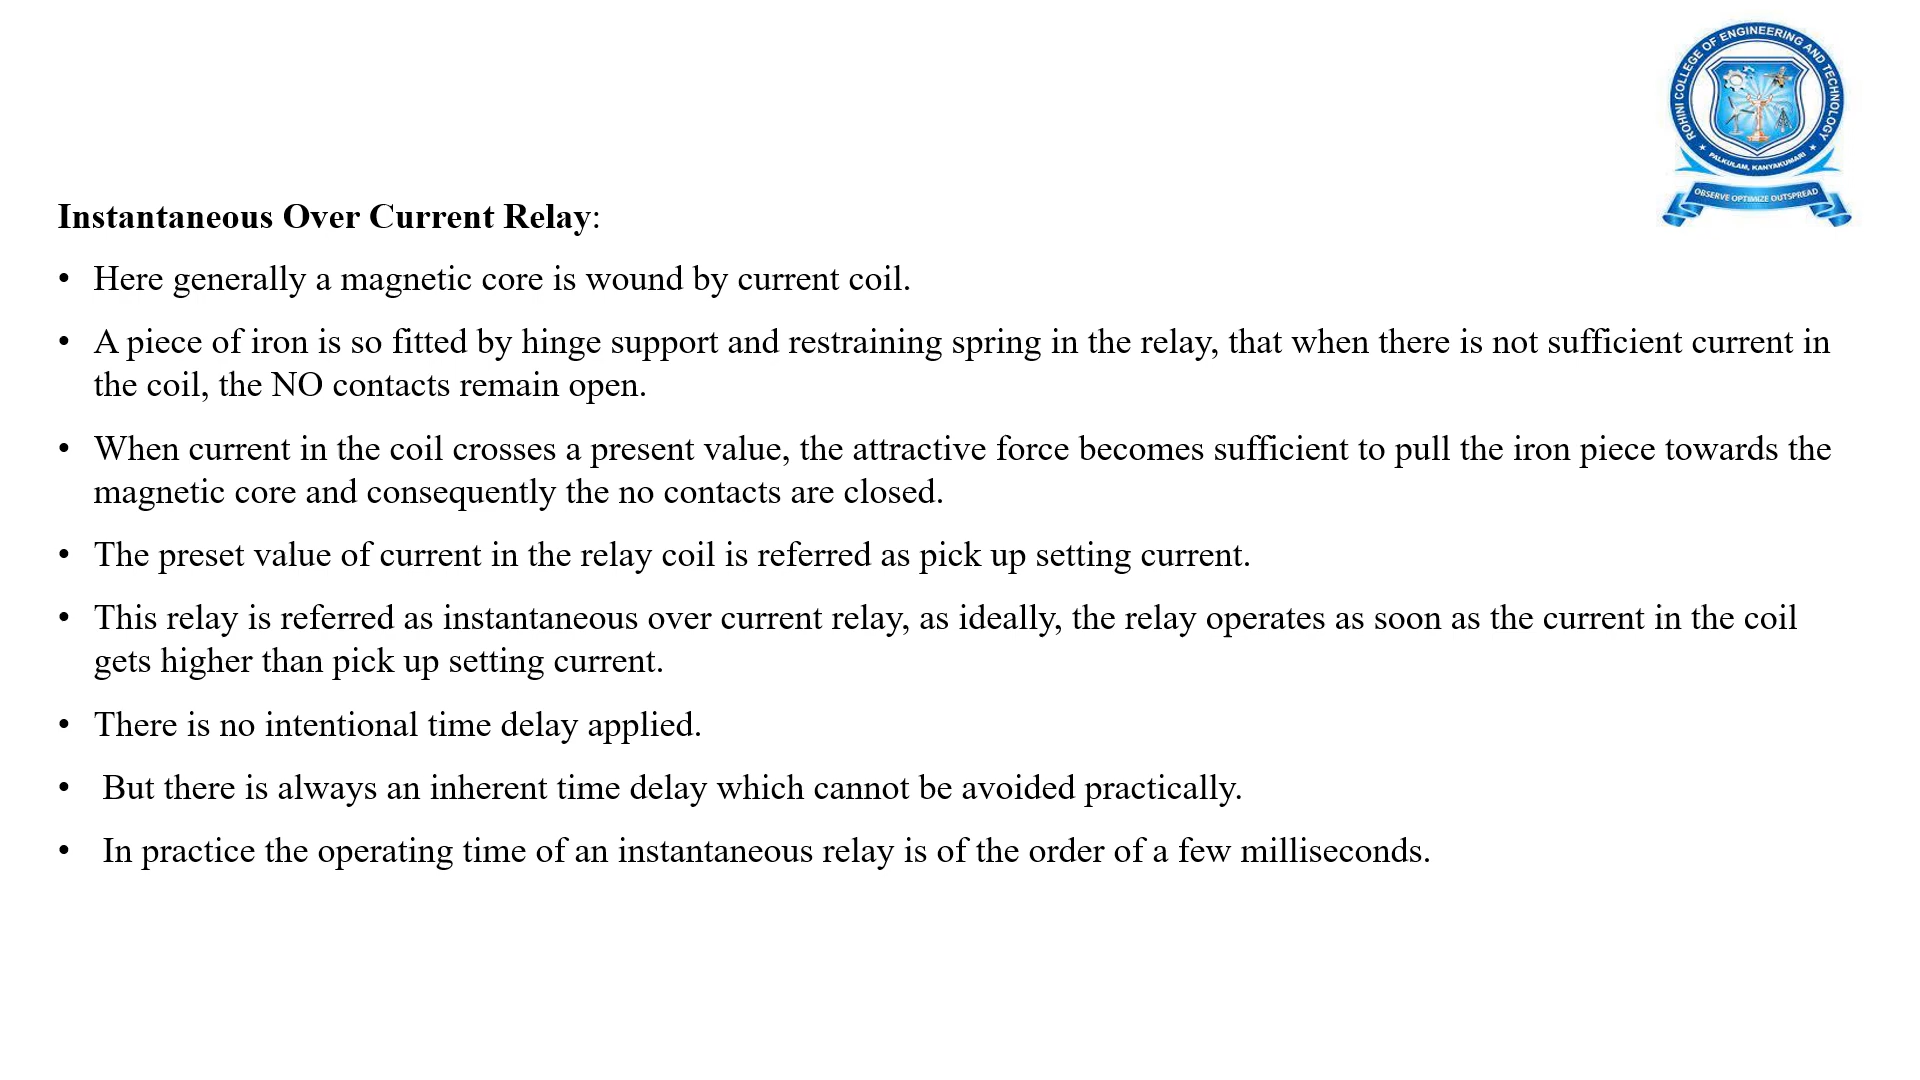 ROHINI COLLEGE OF ENGINEERING AND TECHNOLOGY
PALKULAM, KANYAKUMARI
OBSERVE OPTIMIZE OUTSPREAD
Instantaneous Over Current Relay:
• Here generally a magnetic core is wound by current coil.
• A piece of iron is so fitted by hinge support and restraining spring in the relay, that when there is not sufficient current in
the coil, the NO contacts remain open.
• When current in the coil crosses a present value, the attractive force becomes sufficient to pull the iron piece towards the
magnetic core and consequently the no contacts are closed.
• The preset value of current in the relay coil is referred as pick up setting current.
• This relay is referred as instantaneous over current relay, as ideally, the relay operates as soon as the current in the coil
gets higher than pick up setting current.
• There is no intentional time delay applied.
• But there is always an inherent time delay which cannot be avoided practically.
• In practice the operating time of an instantaneous relay is of the order of a few milliseconds.